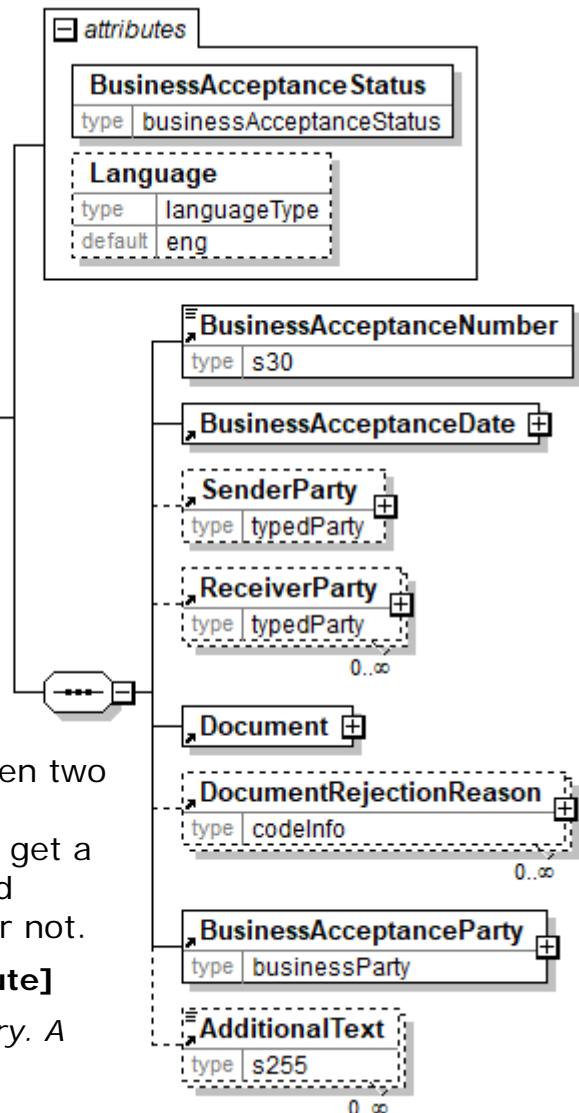 attributes
BusinessAcceptanceStatus
type businessAcceptanceStatus
Language
type languageType
default eng
BusinessAcceptanceNumber
type s30
BusinessAcceptanceDate
SenderParty
type typedParty
ReceiverParty
type typedParty
0..∞
Document
en two
DocumentRejectionReason
type codeInfo
0..∞
get a
d
r not.
BusinessAcceptanceParty
type businessParty
ute]
ry. A
AdditionalText
type s255
0..∞